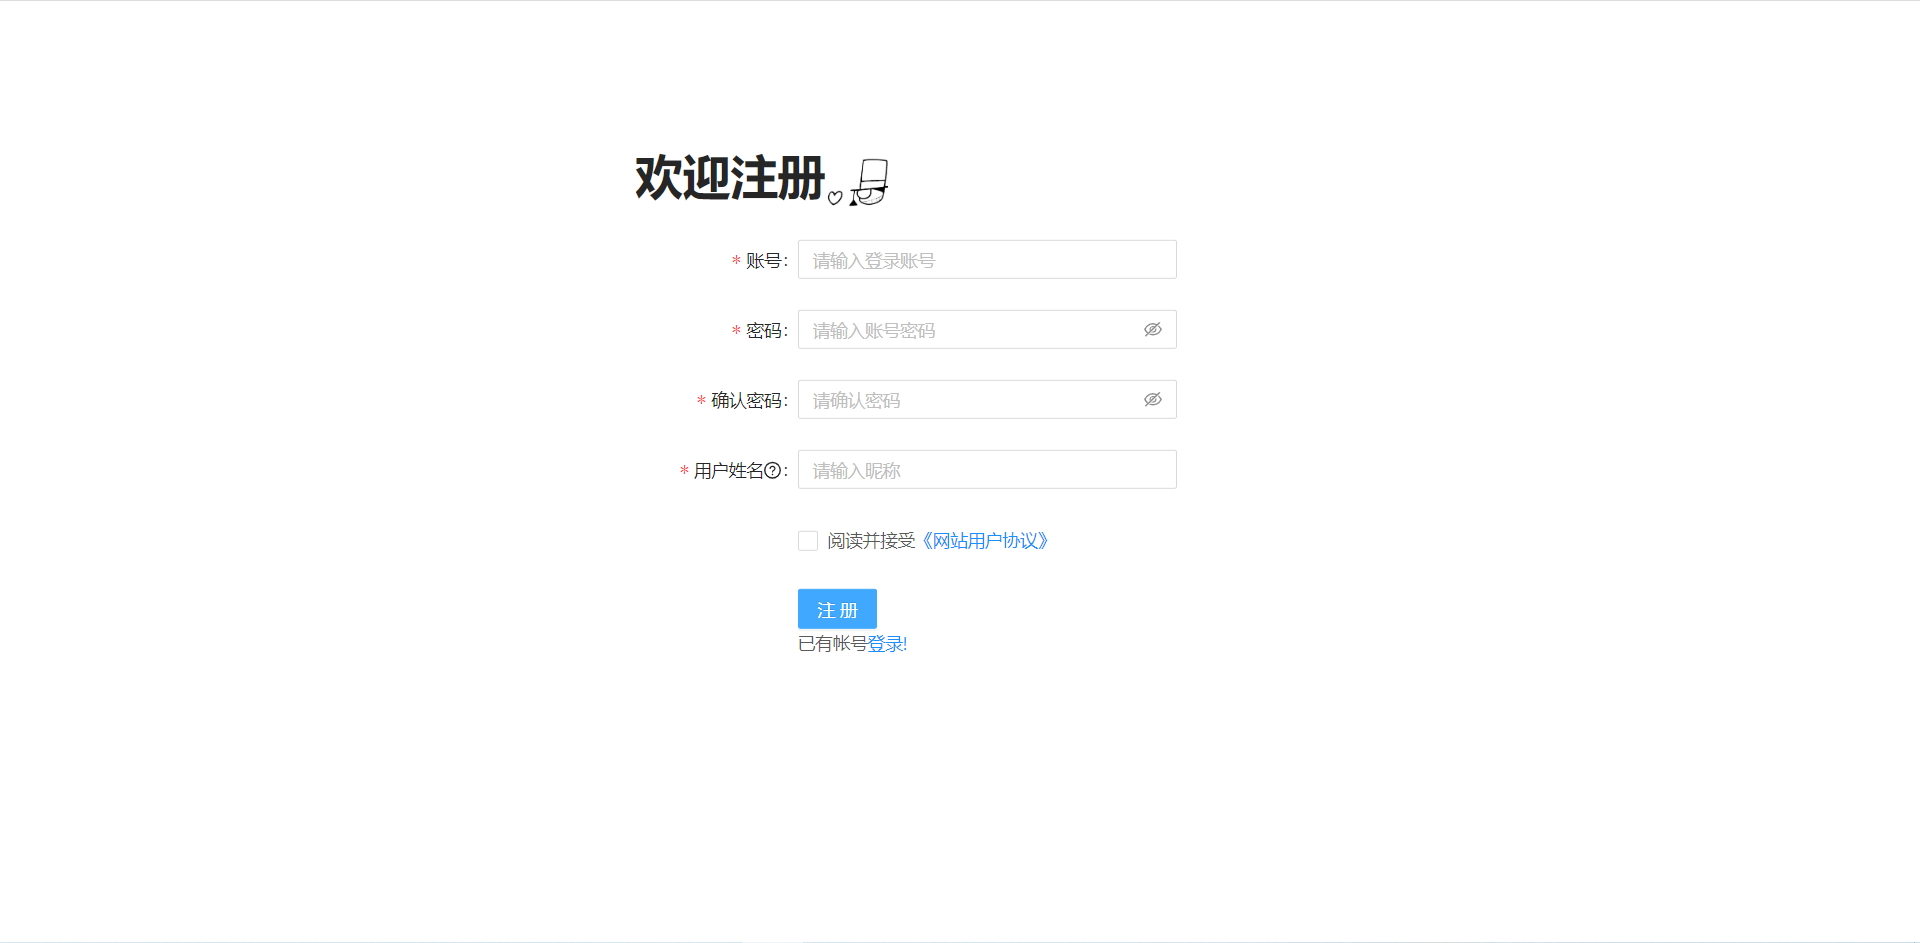 欢迎注册
* 账号:
请输入登录账号
* 密码:
请输入账号密码
* 确认密码:
请确认密码
* 用户姓名?:
请输入昵称
阅读并接受《网站用户协议》
注 册
已有帐号登录!